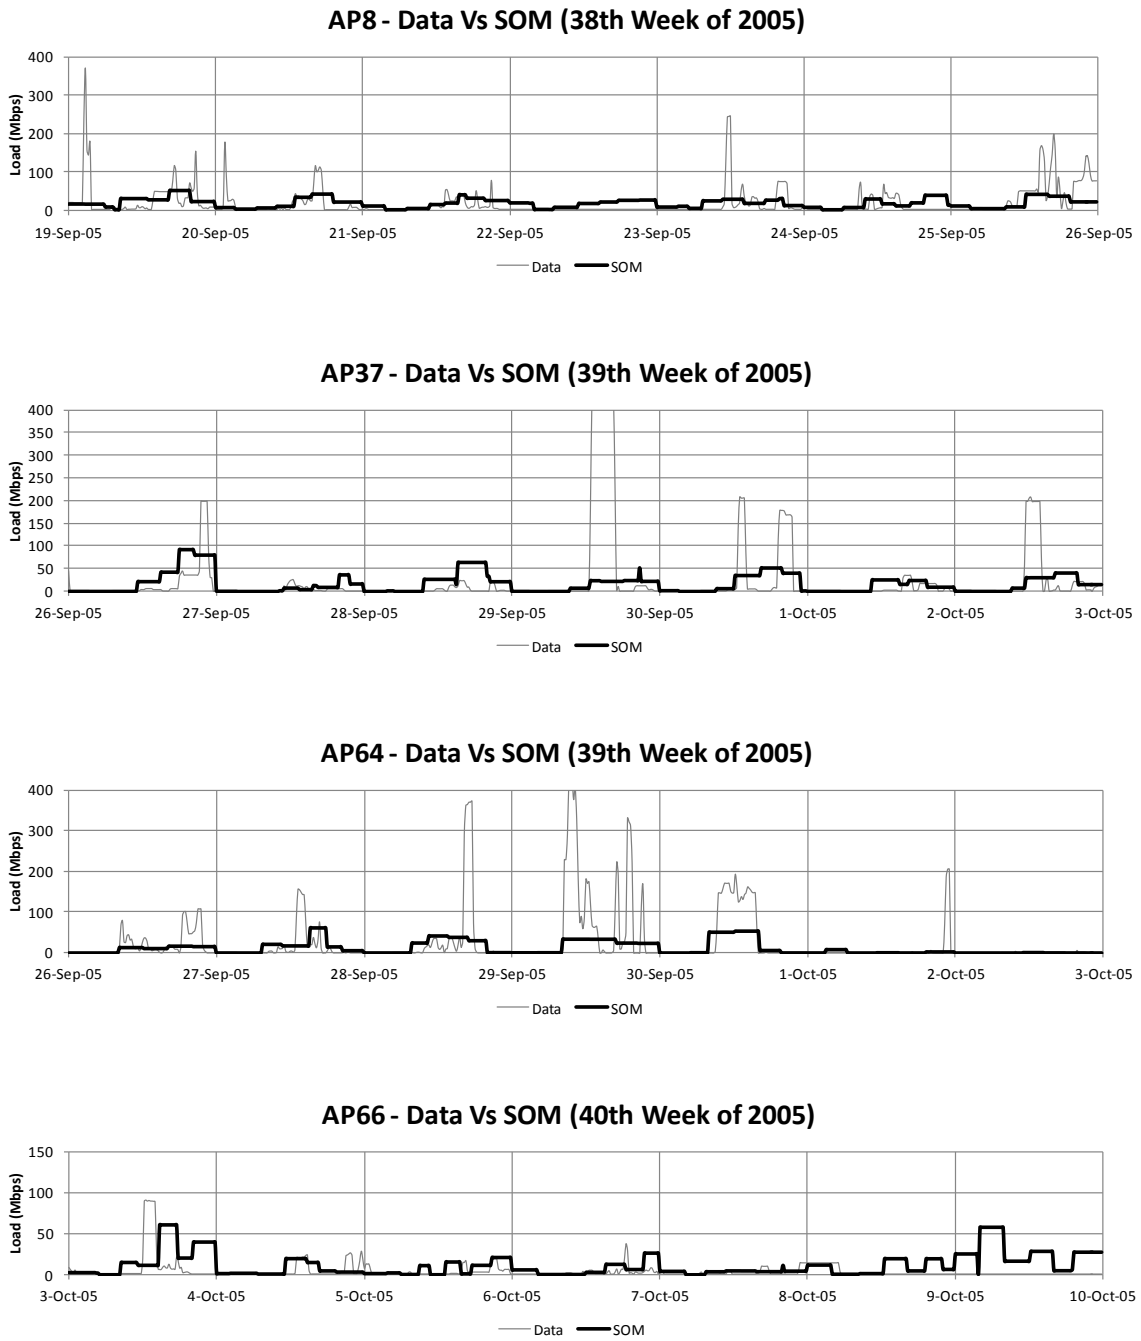 AP8 - Data Vs SOM (38th Week of 2005)
400
300
200
100
0
Load (Mbps)
19-Sep-05 20-Sep-05 21-Sep-05 22-Sep-05 23-Sep-05 24-Sep-05 25-Sep-05 26-Sep-05
Data SOM
AP37 - Data Vs SOM (39th Week of 2005)
400
350
300
250
200
150
100
50
0
Load (Mbps)
26-Sep-05 27-Sep-05 28-Sep-05 29-Sep-05 30-Sep-05 1-Oct-05 2-Oct-05 3-Oct-05
Data SOM
AP64 - Data Vs SOM (39th Week of 2005)
400
300
200
100
0
Load (Mbps)
26-Sep-05 27-Sep-05 28-Sep-05 29-Sep-05 30-Sep-05 1-Oct-05 2-Oct-05 3-Oct-05
Data SOM
AP66 - Data Vs SOM (40th Week of 2005)
150
100
50
0
Load (Mbps)
3-Oct-05 4-Oct-05 5-Oct-05 6-Oct-05 7-Oct-05 8-Oct-05 9-Oct-05 10-Oct-05
Data SOM